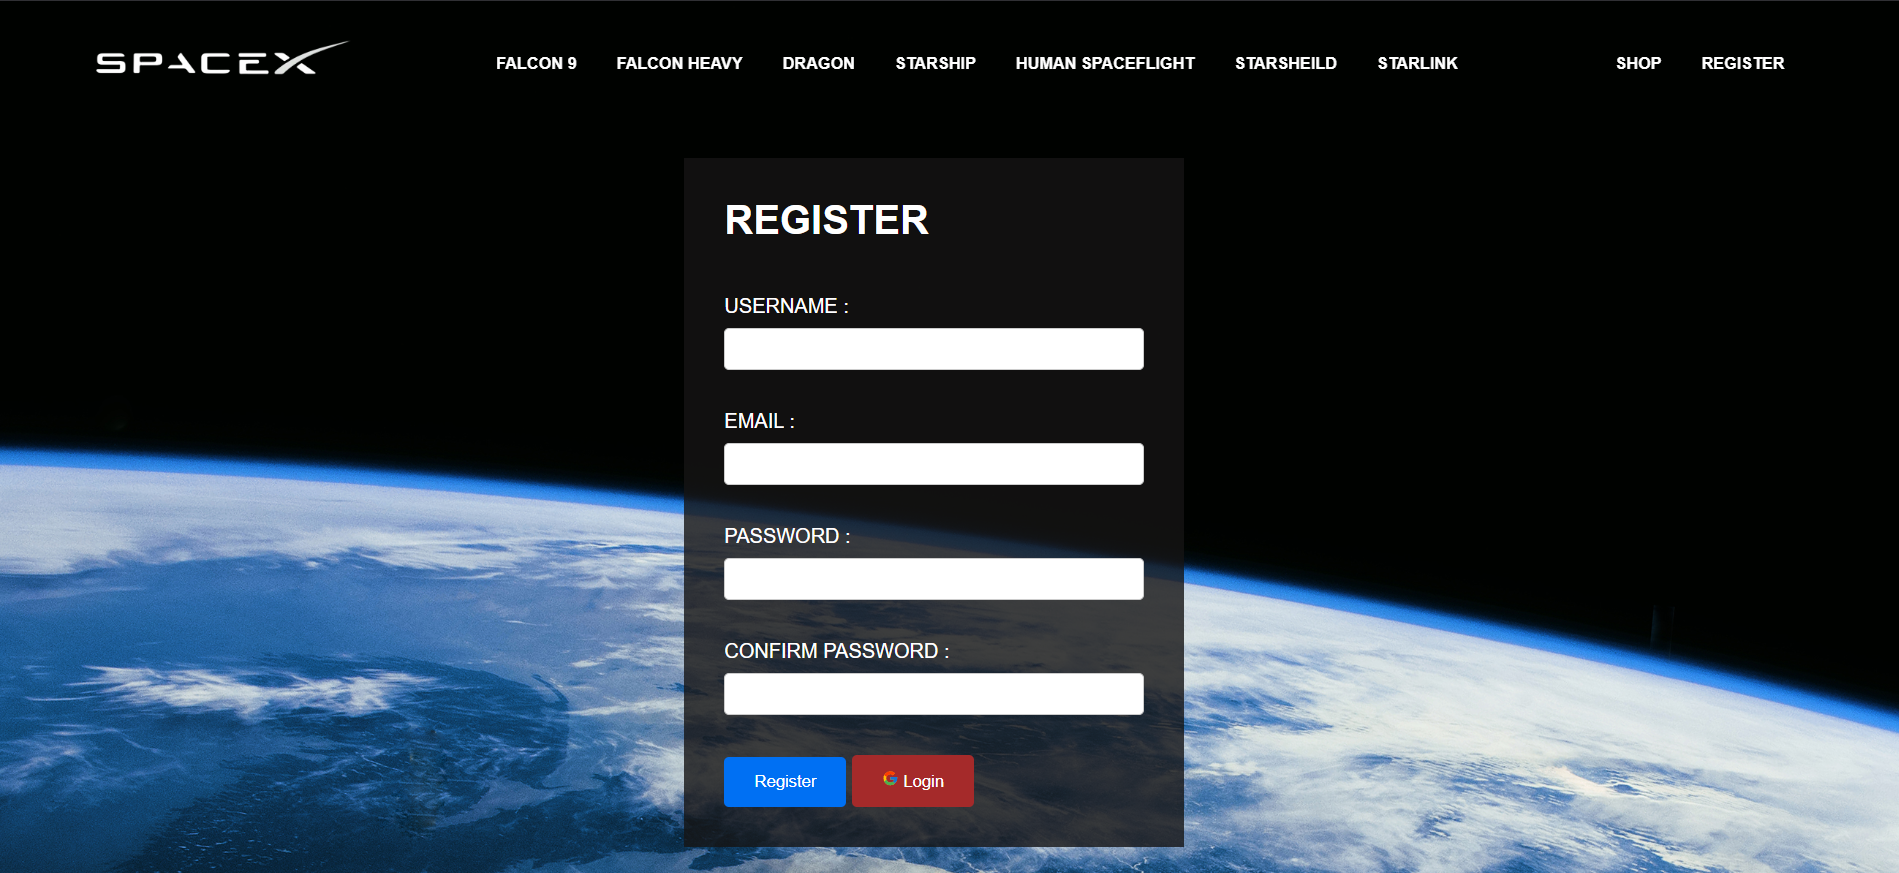 SPACEX FALCON 9 FALCON HEAVY DRAGON STARSHIP HUMAN SPACEFLIGHT STARSHEILD STARLINK SHOP REGISTER
REGISTER
USERNAME :
EMAIL :
PASSWORD :
CONFIRM PASSWORD :
Register Login